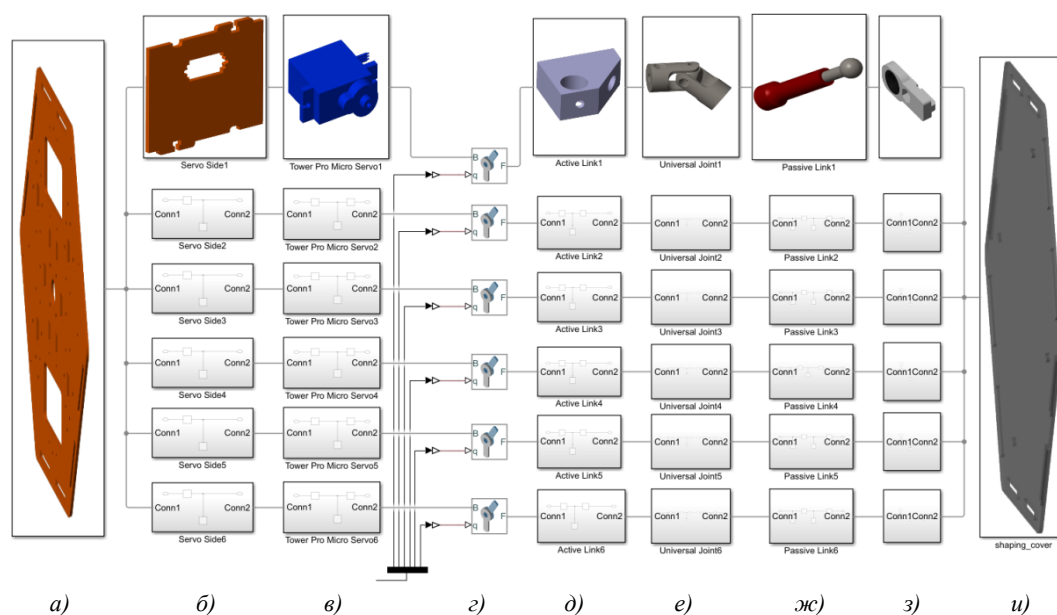 B
q
F
Servo Side1
Tower Pro Micro Servo1
Active Link1
Universal Joint1
Passive Link1
Conn1 Conn2
Servo Side2
Conn1 Conn2
Tower Pro Micro Servo2
B
q
F
Conn1 Conn2
Active Link2
Conn1 Conn2
Universal Joint2
Conn1 Conn2
Passive Link2
Conn1Conn2
Conn1 Conn2
Servo Side3
Conn1 Conn2
Tower Pro Micro Servo3
B
q
F
Conn1 Conn2
Active Link3
Conn1 Conn2
Universal Joint3
Conn1 Conn2
Passive Link3
Conn1Conn2
Conn1 Conn2
Servo Side4
Conn1 Conn2
Tower Pro Micro Servo4
B
q
F
Conn1 Conn2
Active Link4
Conn1 Conn2
Universal Joint4
Conn1 Conn2
Passive Link4
Conn1Conn2
Conn1 Conn2
Servo Side5
Conn1 Conn2
Tower Pro Micro Servo5
B
q
F
Conn1 Conn2
Active Link5
Conn1 Conn2
Universal Joint5
Conn1 Conn2
Passive Link5
Conn1Conn2
Conn1 Conn2
Servo Side6
Conn1 Conn2
Tower Pro Micro Servo6
B
q
F
Conn1 Conn2
Active Link6
Conn1 Conn2
Universal Joint6
Conn1 Conn2
Passive Link6
Conn1Conn2
shaping_cover
а) б) в) г) д) е) ж) з) и)